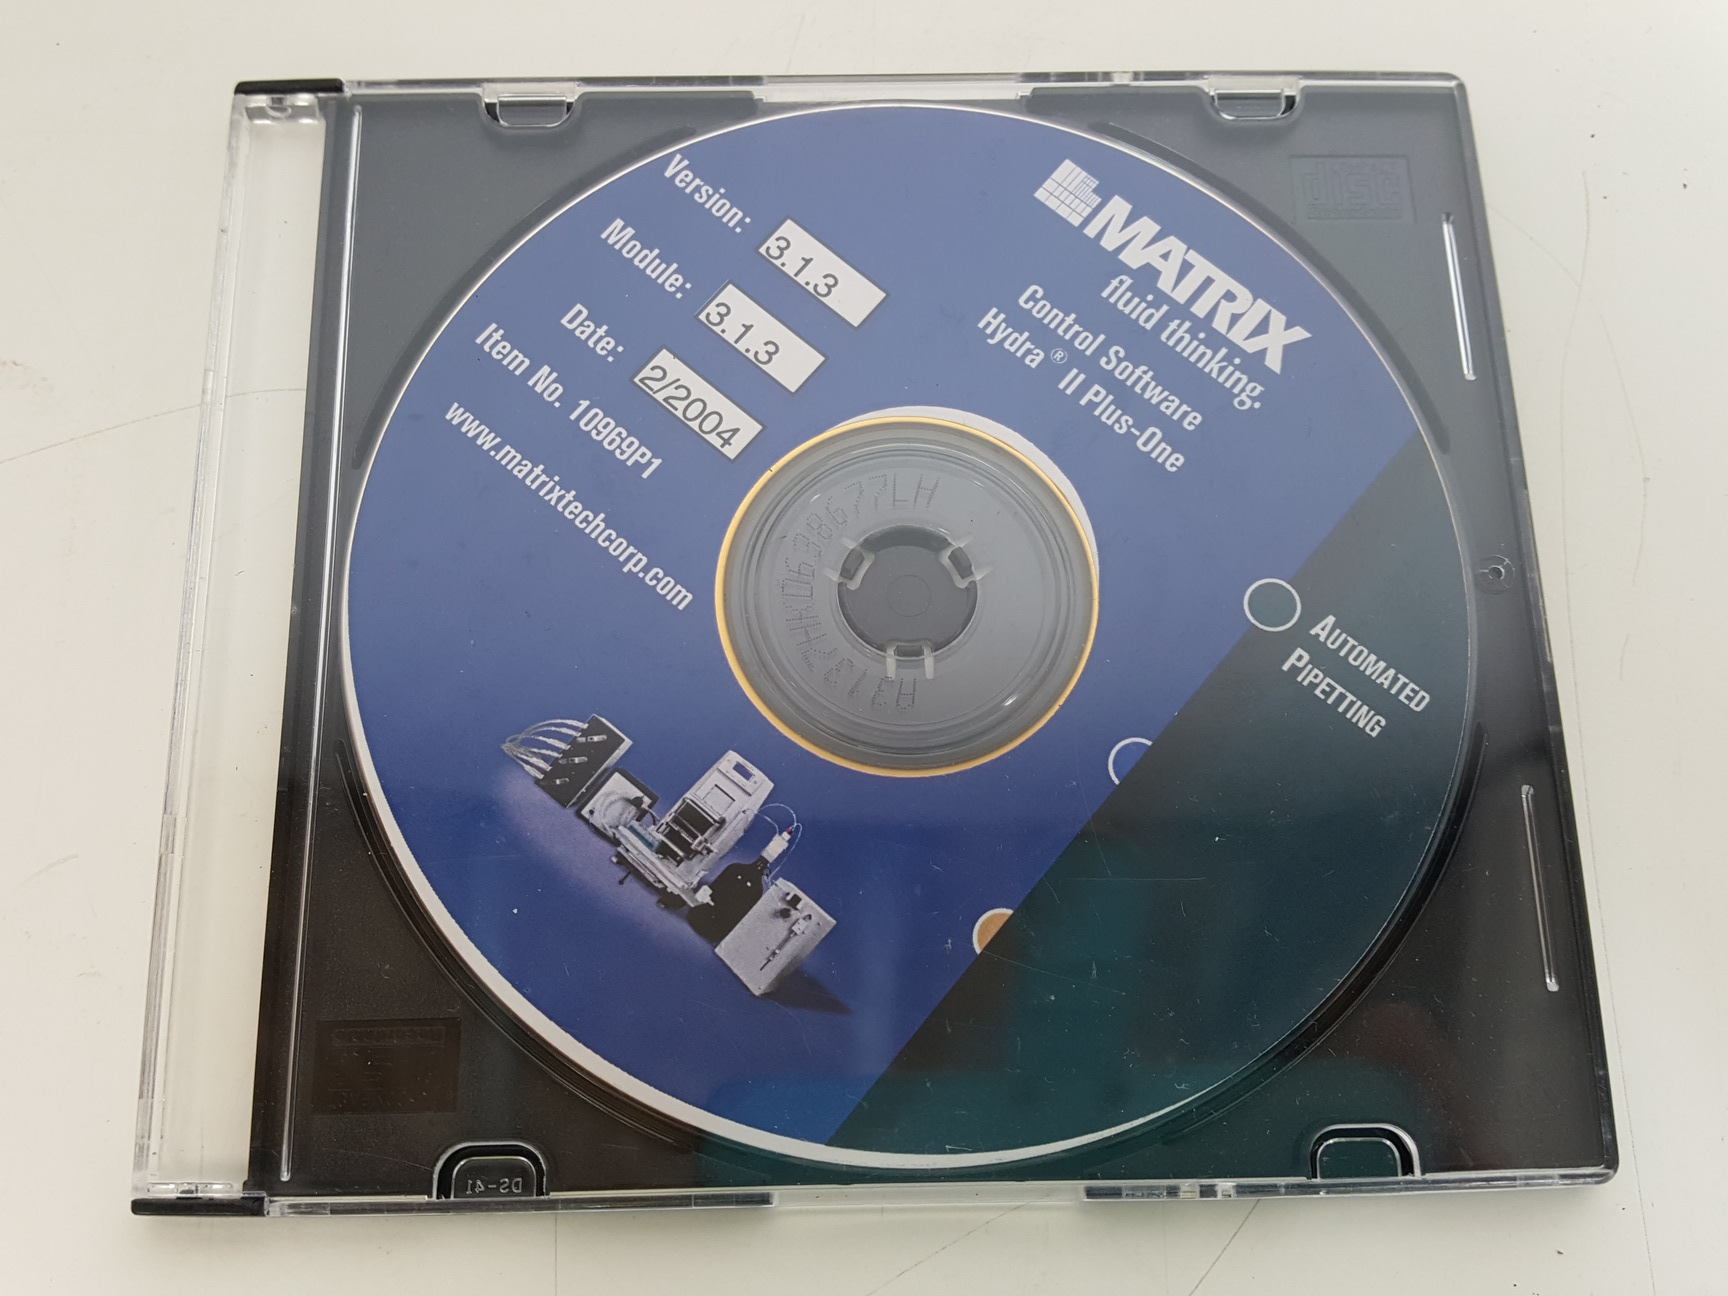 MATRIX
fluid thinking.
Control Software
Hydra® II Plus-One
Version: 3.1.3
Module: 3.1.3
Date: 2/2004
Item No. 10969P1
www.matrixtechcorp.com
AUTOMATED
PIPETTING
disc
DS-41